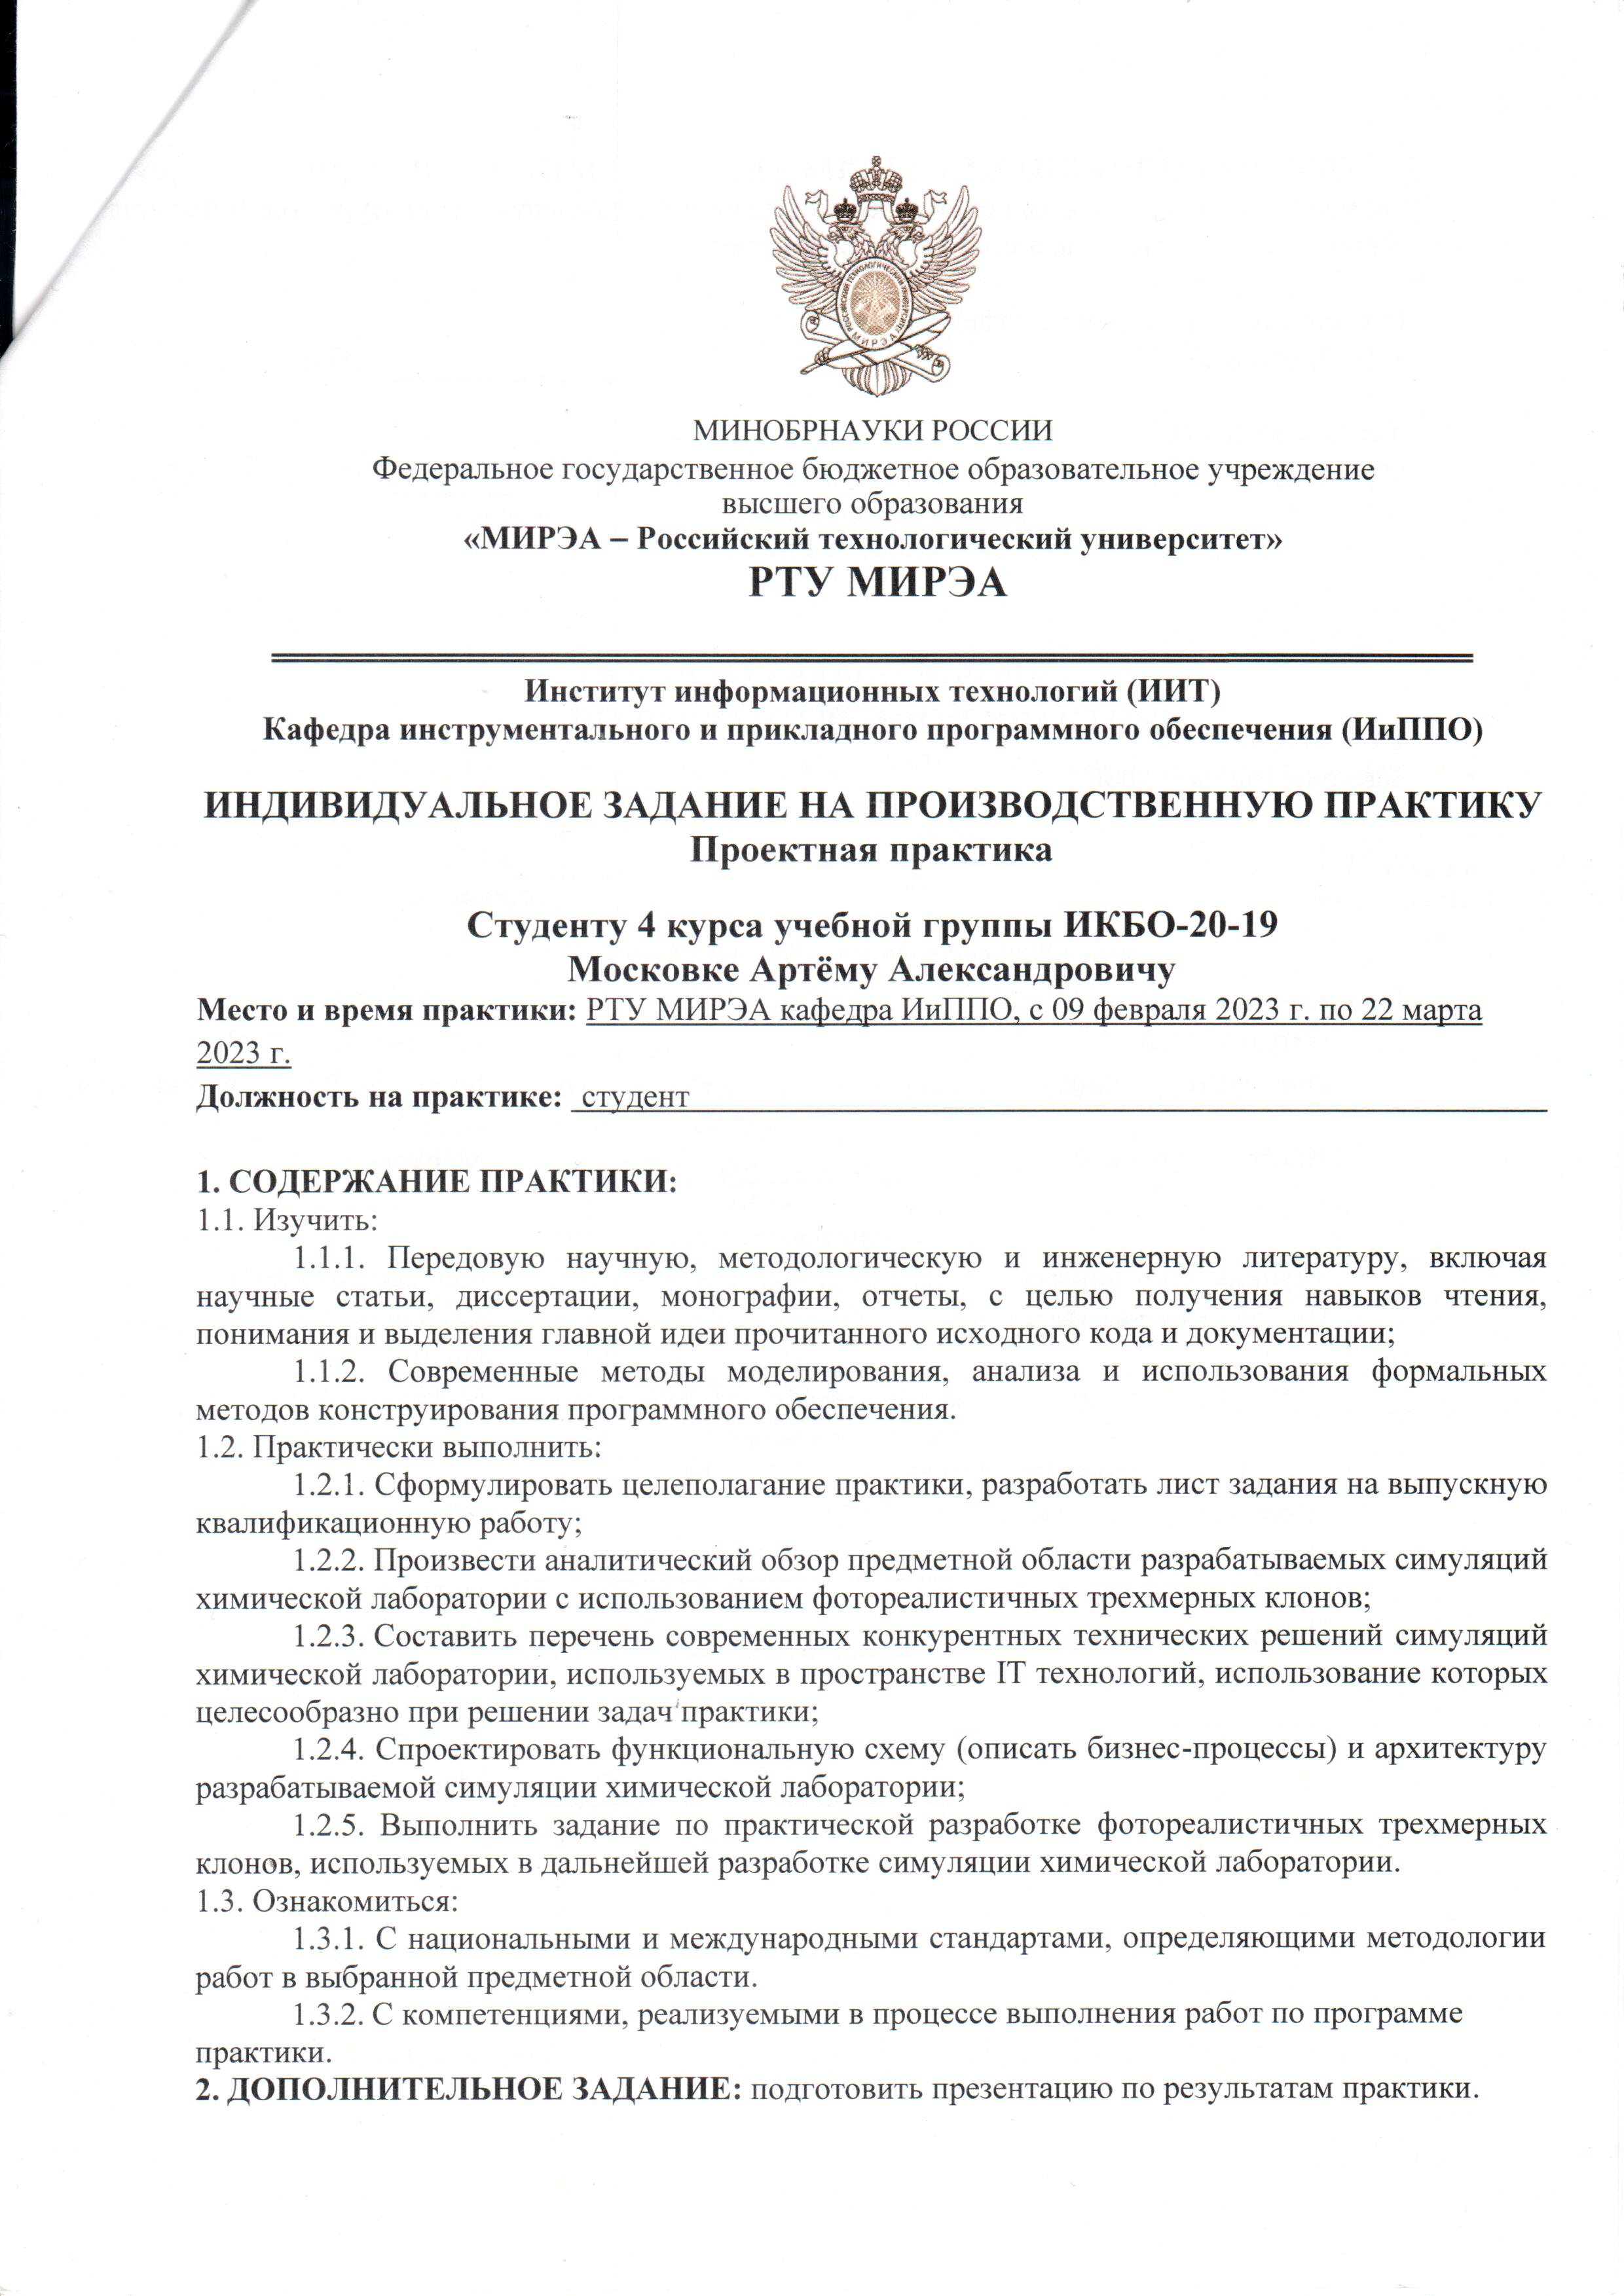 РОССИЙСКИЙ ТЕХНОЛОГИЧЕСКИЙ УНИВЕРСИТЕТ
МИРЭА
МИНОБРНАУКИ РОССИИ
Федеральное государственное бюджетное образовательное учреждение
высшего образования
«МИРЭА – Российский технологический университет»
РТУ МИРЭА
Институт информационных технологий (ИИТ)
Кафедра инструментального и прикладного программного обеспечения (ИиППО)
ИНДИВИДУАЛЬНОЕ ЗАДАНИЕ НА ПРОИЗВОДСТВЕННУЮ ПРАКТИКУ
Проектная практика
Студенту 4 курса учебной группы ИКБО-20-19
Московке Артёму Александровичу
Место и время практики: РТУ МИРЭА кафедра ИиППО, с 09 февраля 2023 г. по 22 марта
2023 г.
Должность на практике: студент
1. СОДЕРЖАНИЕ ПРАКТИКИ:
1.1. Изучить:
1.1.1. Передовую научную, методологическую и инженерную литературу, включая
научные статьи, диссертации, монографии, отчеты, с целью получения навыков чтения,
понимания и выделения главной идеи прочитанного исходного кода и документации;
1.1.2. Современные методы моделирования, анализа и использования формальных
методов конструирования программного обеспечения.
1.2. Практически выполнить:
1.2.1. Сформулировать целеполагание практики, разработать лист задания на выпускную
квалификационную работу;
1.2.2. Произвести аналитический обзор предметной области разрабатываемых симуляций
химической лаборатории с использованием фотореалистичных трехмерных клонов;
1.2.3. Составить перечень современных конкурентных технических решений симуляций
химической лаборатории, используемых в пространстве IT технологий, использование которых
целесообразно при решении задач практики;
1.2.4. Спроектировать функциональную схему (описать бизнес-процессы) и архитектуру
разрабатываемой симуляции химической лаборатории;
1.2.5. Выполнить задание по практической разработке фотореалистичных трехмерных
клонов, используемых в дальнейшей разработке симуляции химической лаборатории.
1.3. Ознакомиться:
1.3.1. С национальными и международными стандартами, определяющими методологии
работ в выбранной предметной области.
1.3.2. С компетенциями, реализуемыми в процессе выполнения работ по программе
практики.
2. ДОПОЛНИТЕЛЬНОЕ ЗАДАНИЕ: подготовить презентацию по результатам практики.